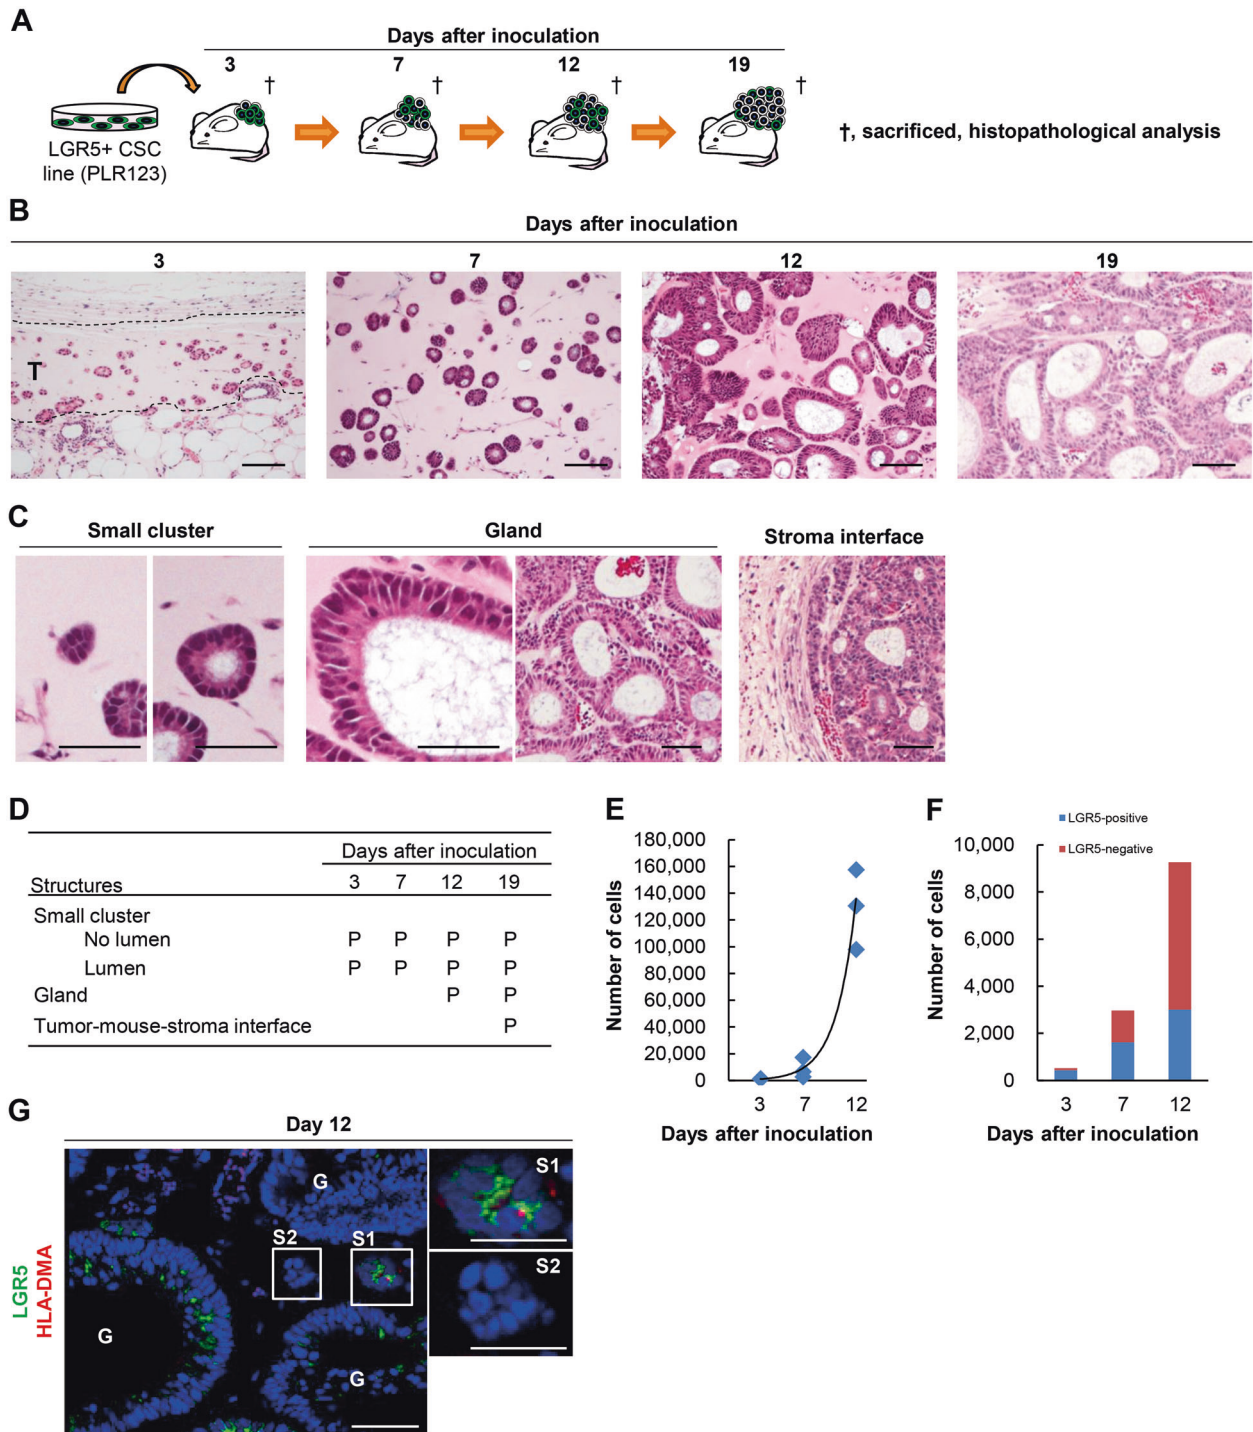 A
Days after inoculation
3 7 12 19
† † † †
LGR5+ CSC
line (PLR123)
†, sacrificed, histopathological analysis
B
Days after inoculation
3 7 12 19
T
C
Small cluster Gland Stroma interface
D
Days after inoculation
Structures 3 7 12 19
Small cluster
No lumen P P P P
Lumen P P P P
Gland P P
Tumor-mouse-stroma interface P
E
Number of cells
180,000
160,000
140,000
120,000
100,000
80,000
60,000
40,000
20,000
0
3 7 12
Days after inoculation
F
LGR5-positive
LGR5-negative
Number of cells
10,000
8,000
6,000
4,000
2,000
0
3 7 12
Days after inoculation
G
Day 12
LGR5
HLA-DMA
G
S2 S1
G
G
S1
S2